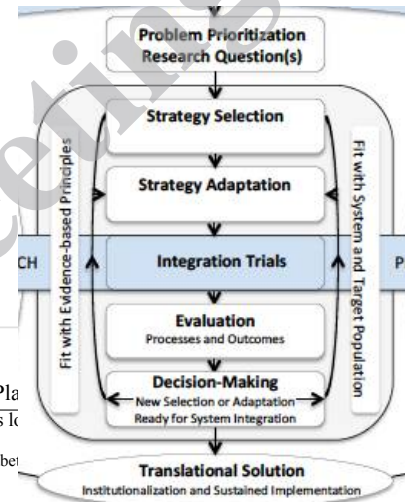 Problem Prioritization
Research Question(s)
Strategy Selection
Strategy Adaptation
Fit with Evidence-based Principles
Fit with System and Target Population
CH
Integration Trials
P
Evaluation
Processes and Outcomes
Decision-Making
New Selection or Adaptation
Ready for System Integration
Translational Solution
Institutionalization and Sustained Implementation